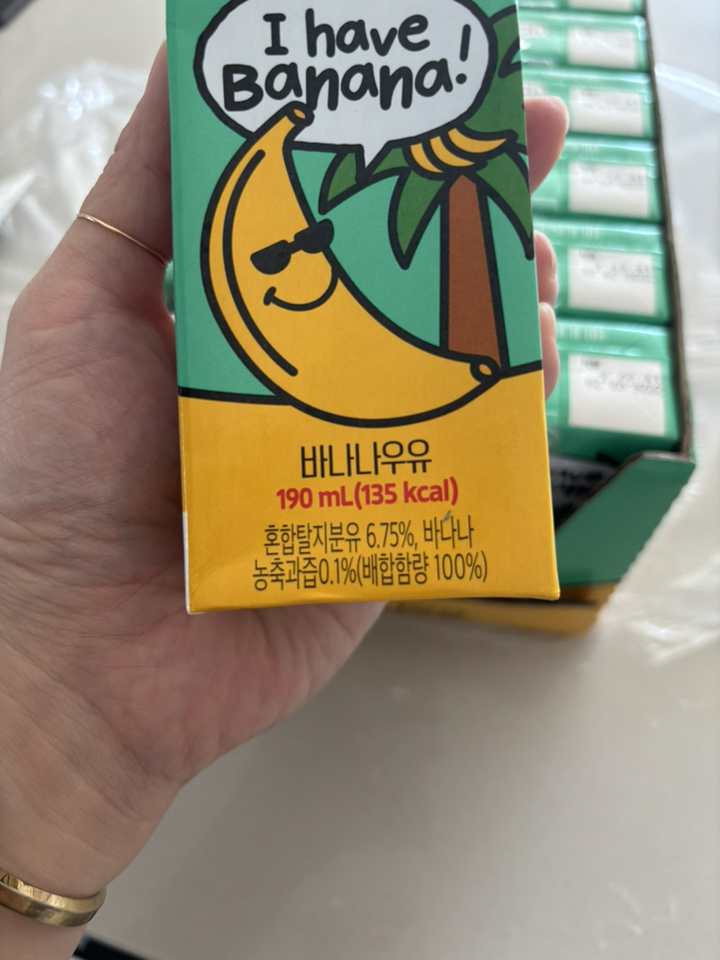 I have
Banana!
바나나우유
190 mL(135 kcal)
혼합탈지분유 6.75%, 바나나
농축과즙0.1%(배합함량 100%)